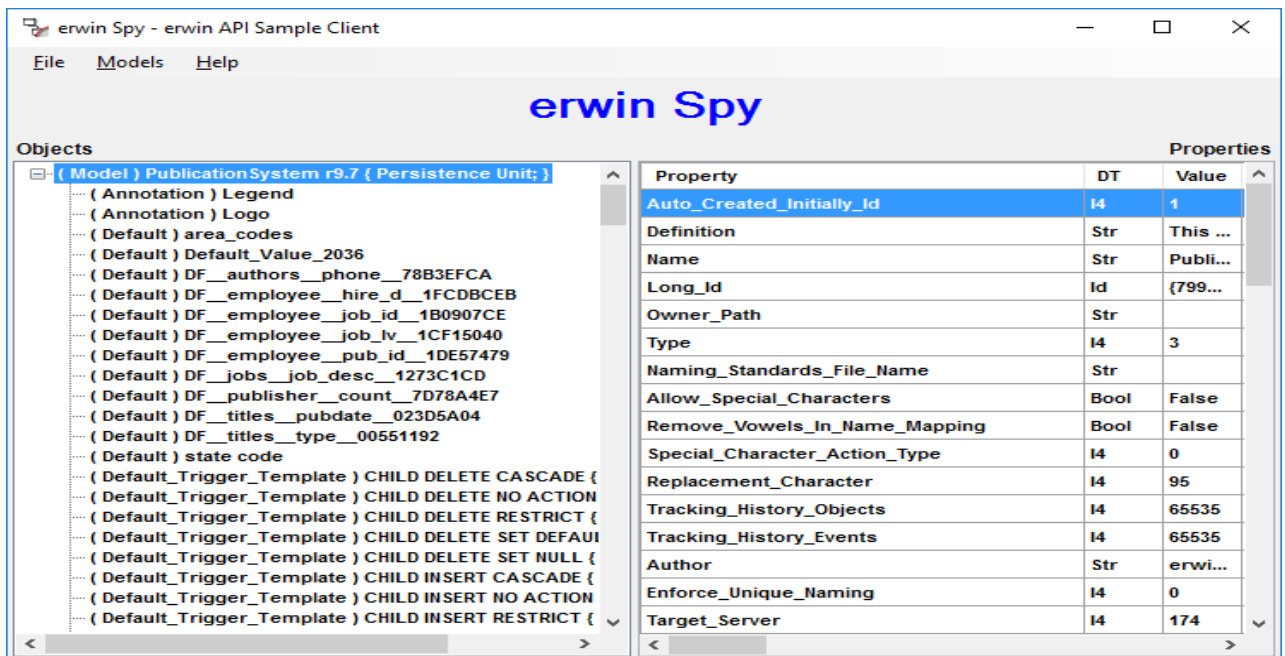 erwin Spy - erwin API Sample Client
File Models Help
erwin Spy
Objects
( Model ) PublicationSystem r9.7 { Persistence Unit; }
( Annotation ) Legend
( Annotation ) Logo
( Default ) area_codes
( Default ) Default_Value_2036
( Default ) DF__authors__phone__78B3EFCA
( Default ) DF__employee__hire_d__1FCDBCEB
( Default ) DF__employee__job_id__1B0907CE
( Default ) DF__employee__job_lv__1CF15040
( Default ) DF__employee__pub_id__1DE57479
( Default ) DF__jobs__job_desc__1273C1CD
( Default ) DF__publisher__count__7D78A4E7
( Default ) DF__titles__pubdate__023D5A04
( Default ) DF__titles__type__00551192
( Default ) state code
( Default_Trigger_Template ) CHILD DELETE CASCADE {
( Default_Trigger_Template ) CHILD DELETE NO ACTION
( Default_Trigger_Template ) CHILD DELETE RESTRICT {
( Default_Trigger_Template ) CHILD DELETE SET DEFAUL
( Default_Trigger_Template ) CHILD DELETE SET NULL {
( Default_Trigger_Template ) CHILD INSERT CASCADE {
( Default_Trigger_Template ) CHILD INSERT NO ACTION
( Default_Trigger_Template ) CHILD INSERT RESTRICT {
Properties
Property DT Value
Auto_Created_Initially_Id I4 1
Definition Str This ...
Name Str Publi...
Long_Id Id {799...
Owner_Path Str
Type I4 3
Naming_Standards_File_Name Str
Allow_Special_Characters Bool False
Remove_Vowels_In_Name_Mapping Bool False
Special_Character_Action_Type I4 0
Replacement_Character I4 95
Tracking_History_Objects I4 65535
Tracking_History_Events I4 65535
Author Str erwi...
Enforce_Unique_Naming I4 0
Target_Server I4 174